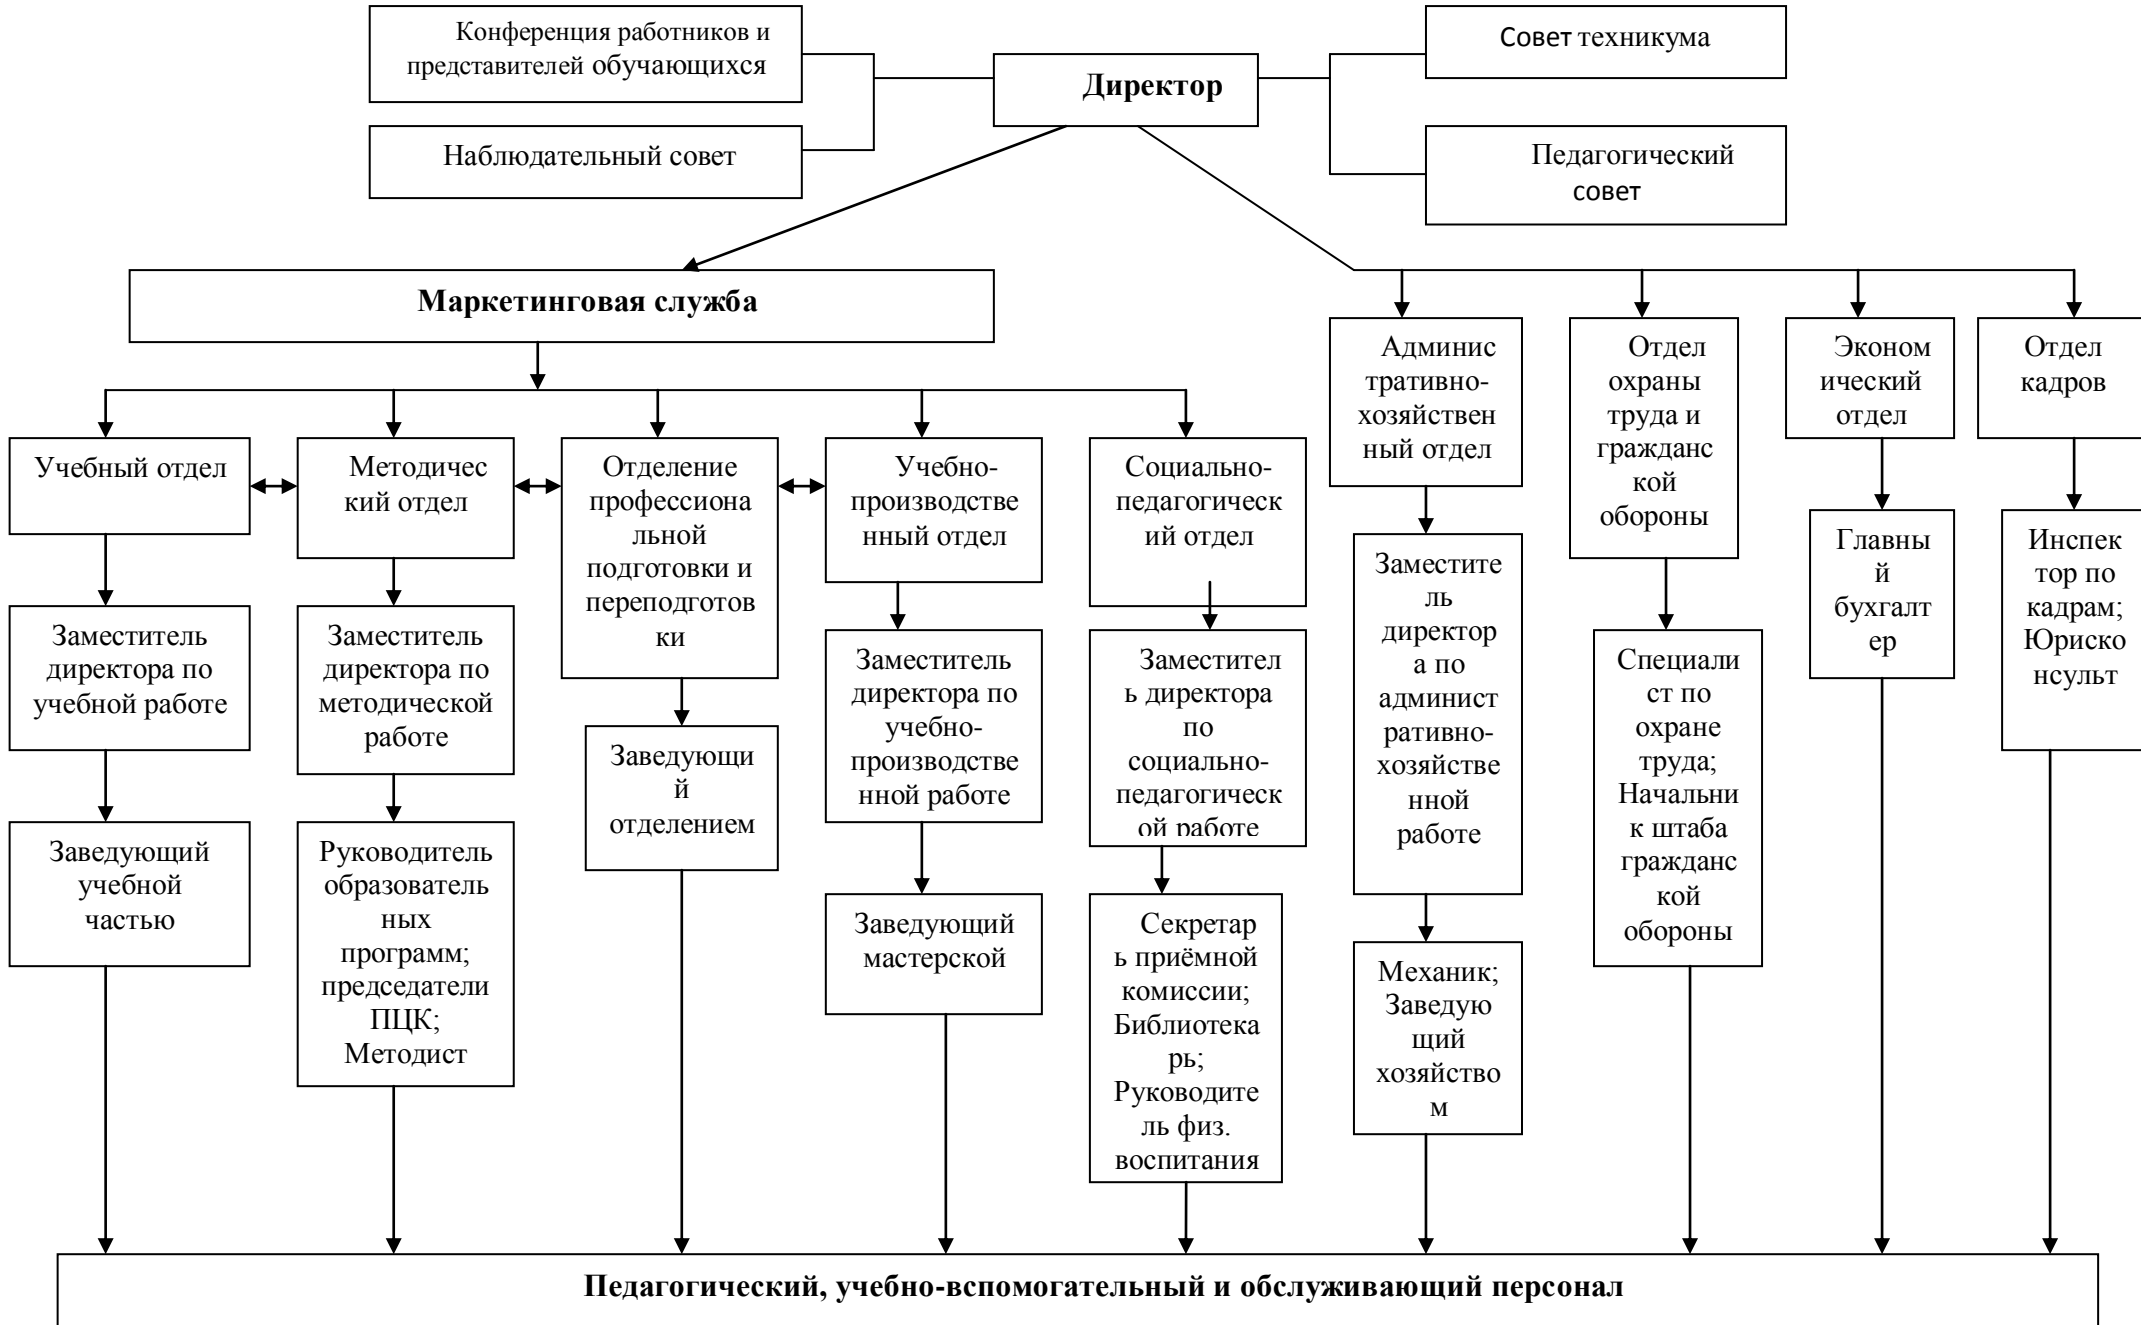 Конференция работников и
представителей обучающихся
Директор
Совет техникума
Наблюдательный совет
Педагогический
совет
Маркетинговая служба
Админис
тративно-
хозяйствен
ный отдел
Отдел
охраны
труда и
гражданс
кой
обороны
Эконом
ический
отдел
Отдел
кадров
Учебный отдел
Методичес
кий отдел
Отделение
профессиона
льной
подготовки и
переподготов
ки
Учебно-
производстве
нный отдел
Социально-
педагогическ
ий отдел
Заместитель
директора по
учебной работе
Заместитель
директора по
методической
работе
Заведующи
й
отделением
Заместитель
директора по
учебно-
производстве
нной работе
Заместител
ь директора
по
социально-
педагогическ
ой работе
Заместите
ль
директор
а по
админист
ративно-
хозяйстве
нной
работе
Специали
ст по
охране
труда;
Начальни
к штаба
гражданс
кой
обороны
Главны
й
бухгалт
ер
Инспек
тор по
кадрам;
Юриско
нсульт
Заведующий
учебной
частью
Руководитель
образователь
ных
программ;
председатели
ПЦК;
Методист
Заведующий
мастерской
Секретар
ь приёмной
комиссии;
Библиотека
рь;
Руководите
ль физ.
воспитания
Механик;
Заведую
щий
хозяйство
м
Педагогический, учебно-вспомогательный и обслуживающий персонал